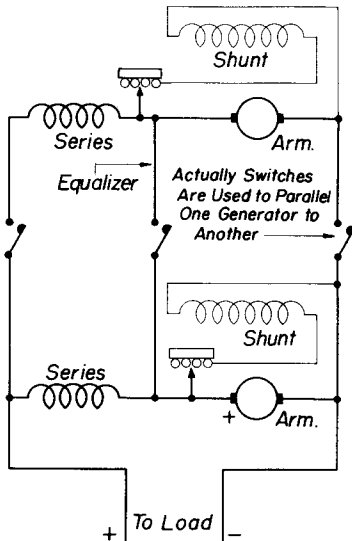 Shunt
Series
Arm.
Equalizer
Actually Switches
Are Used to Parallel
One Generator to
Another
Shunt
Series
+
Arm.
+ To Load -